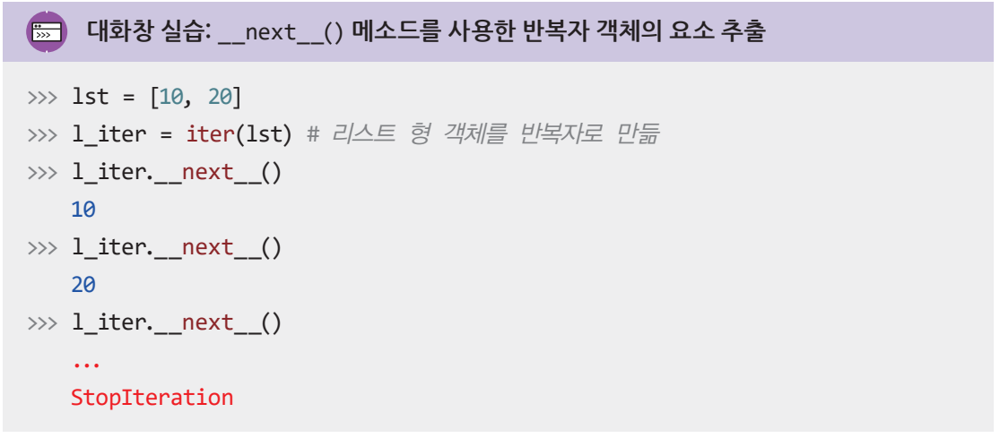 >>> 대화창 실습: __next__() 메소드를 사용한 반복자 객체의 요소 추출
>>> lst = [10, 20]
>>> l_iter = iter(lst) # 리스트 형 객체를 반복자로 만듦
>>> l_iter.__next__()
10
>>> l_iter.__next__()
20
>>> l_iter.__next__()
...
StopIteration